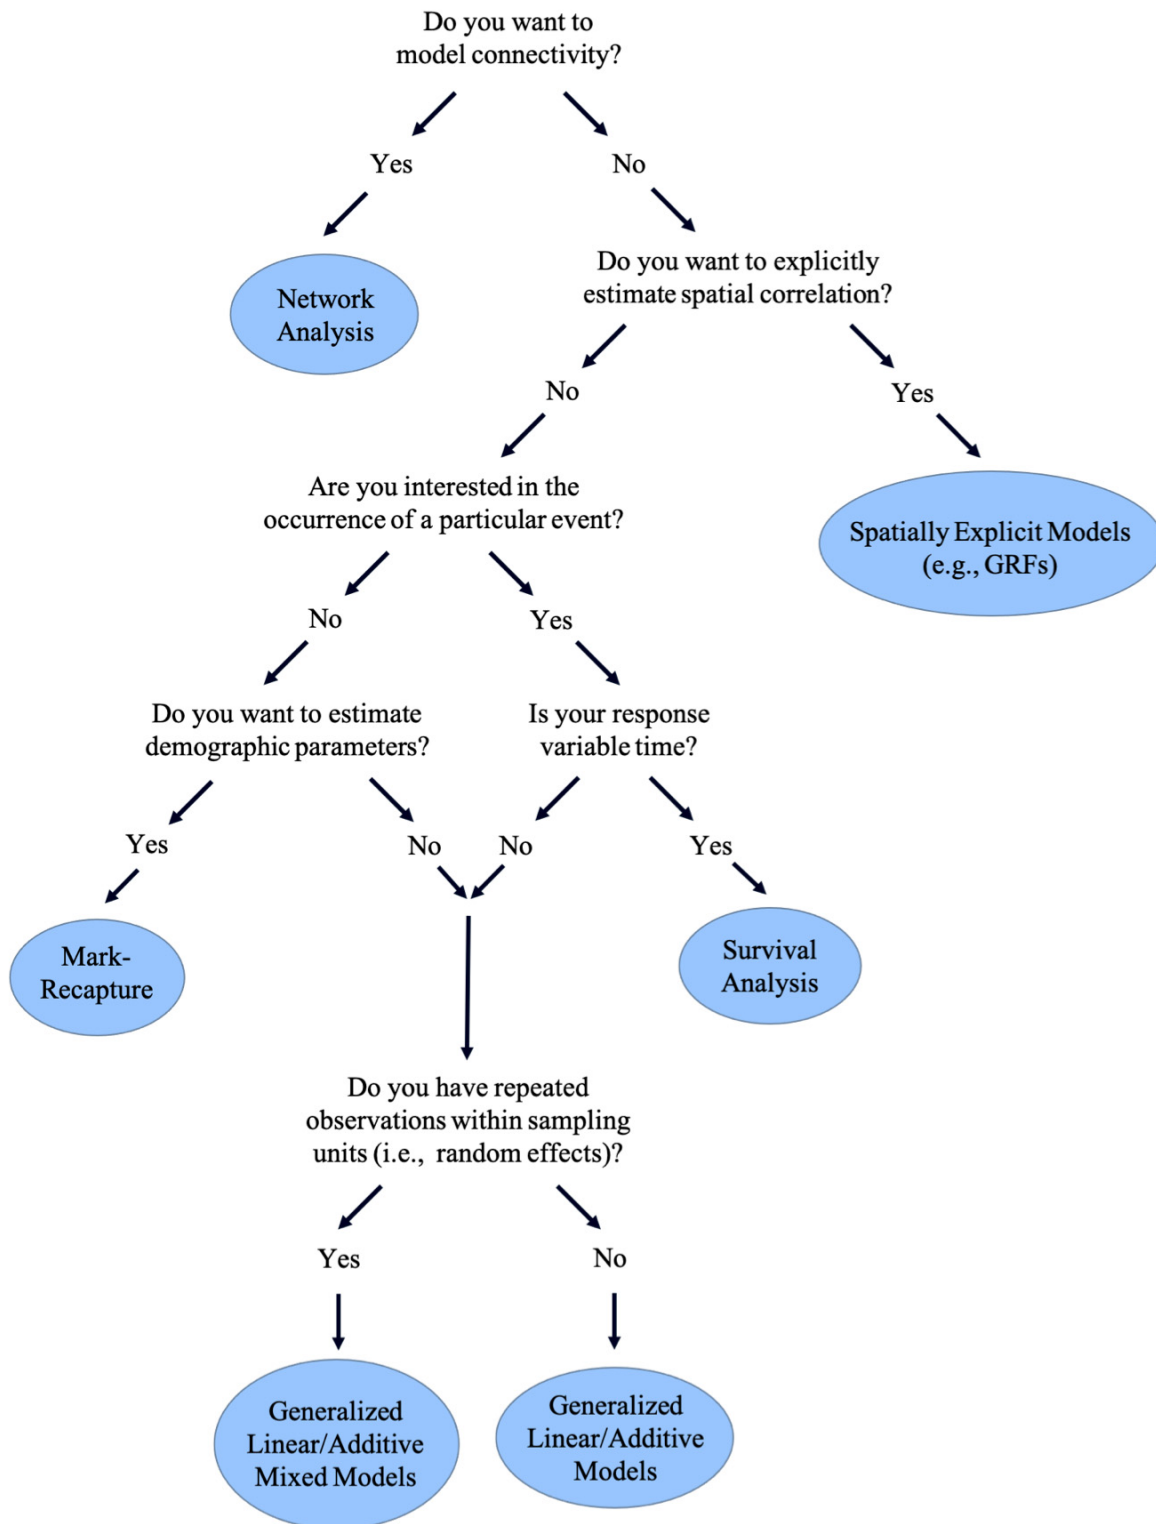 Do you want to
model connectivity?
Yes
No
Network
Analysis
Do you want to explicitly
estimate spatial correlation?
No
Yes
Are you interested in the
occurrence of a particular event?
Spatially Explicit Models
(e.g., GRFs)
No
Yes
Do you want to estimate
demographic parameters?
Is your response
variable time?
Yes
No
No
Yes
Mark-
Recapture
Survival
Analysis
Do you have repeated
observations within sampling
units (i.e., random effects)?
Yes
No
Generalized
Linear/Additive
Mixed Models
Generalized
Linear/Additive
Models